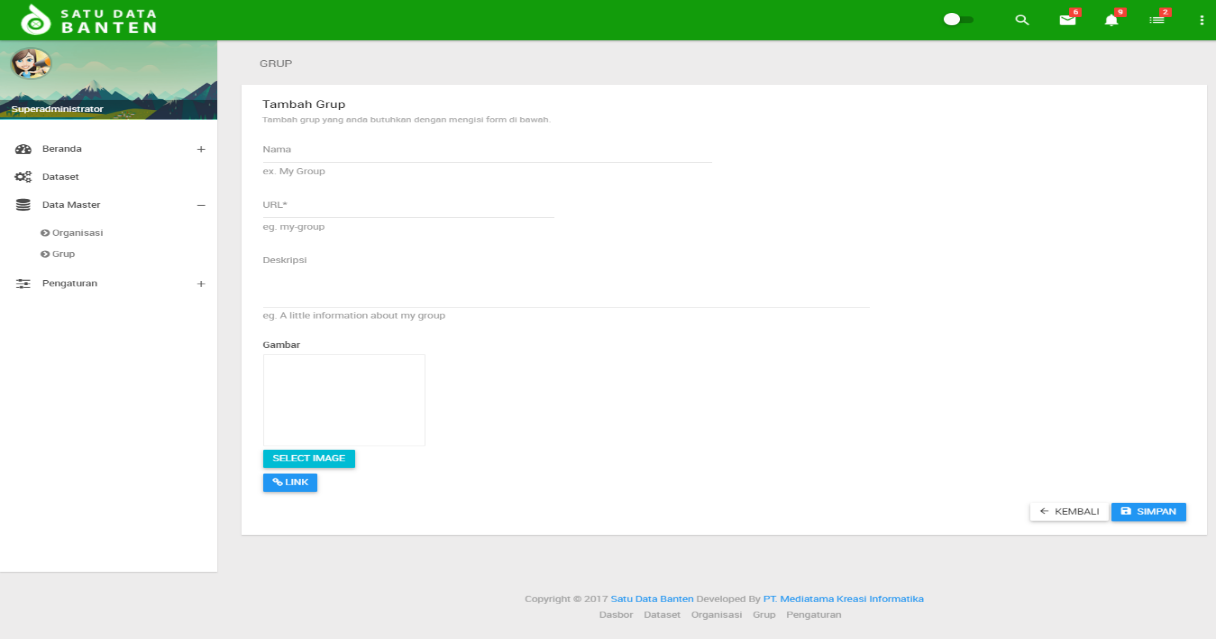 SATU DATA
BANTEN
6
9
2
Superadministrator
Beranda
Dataset
Data Master
Organisasi
Grup
Pengaturan
GRUP
Tambah Grup
Tambah grup yang anda butuhkan dengan mengisi form di bawah
Nama
ex. My Group
URL*
eg. my-group
Deskripsi
eg. A little information about my group
Gambar
SELECT IMAGE
LINK
KEMBALI SIMPAN
Copyright © 2017 Satu Data Banten Developed By PT. Mediatama Kreasi Informatika
Dasbor Dataset Organisasi Grup Pengaturan